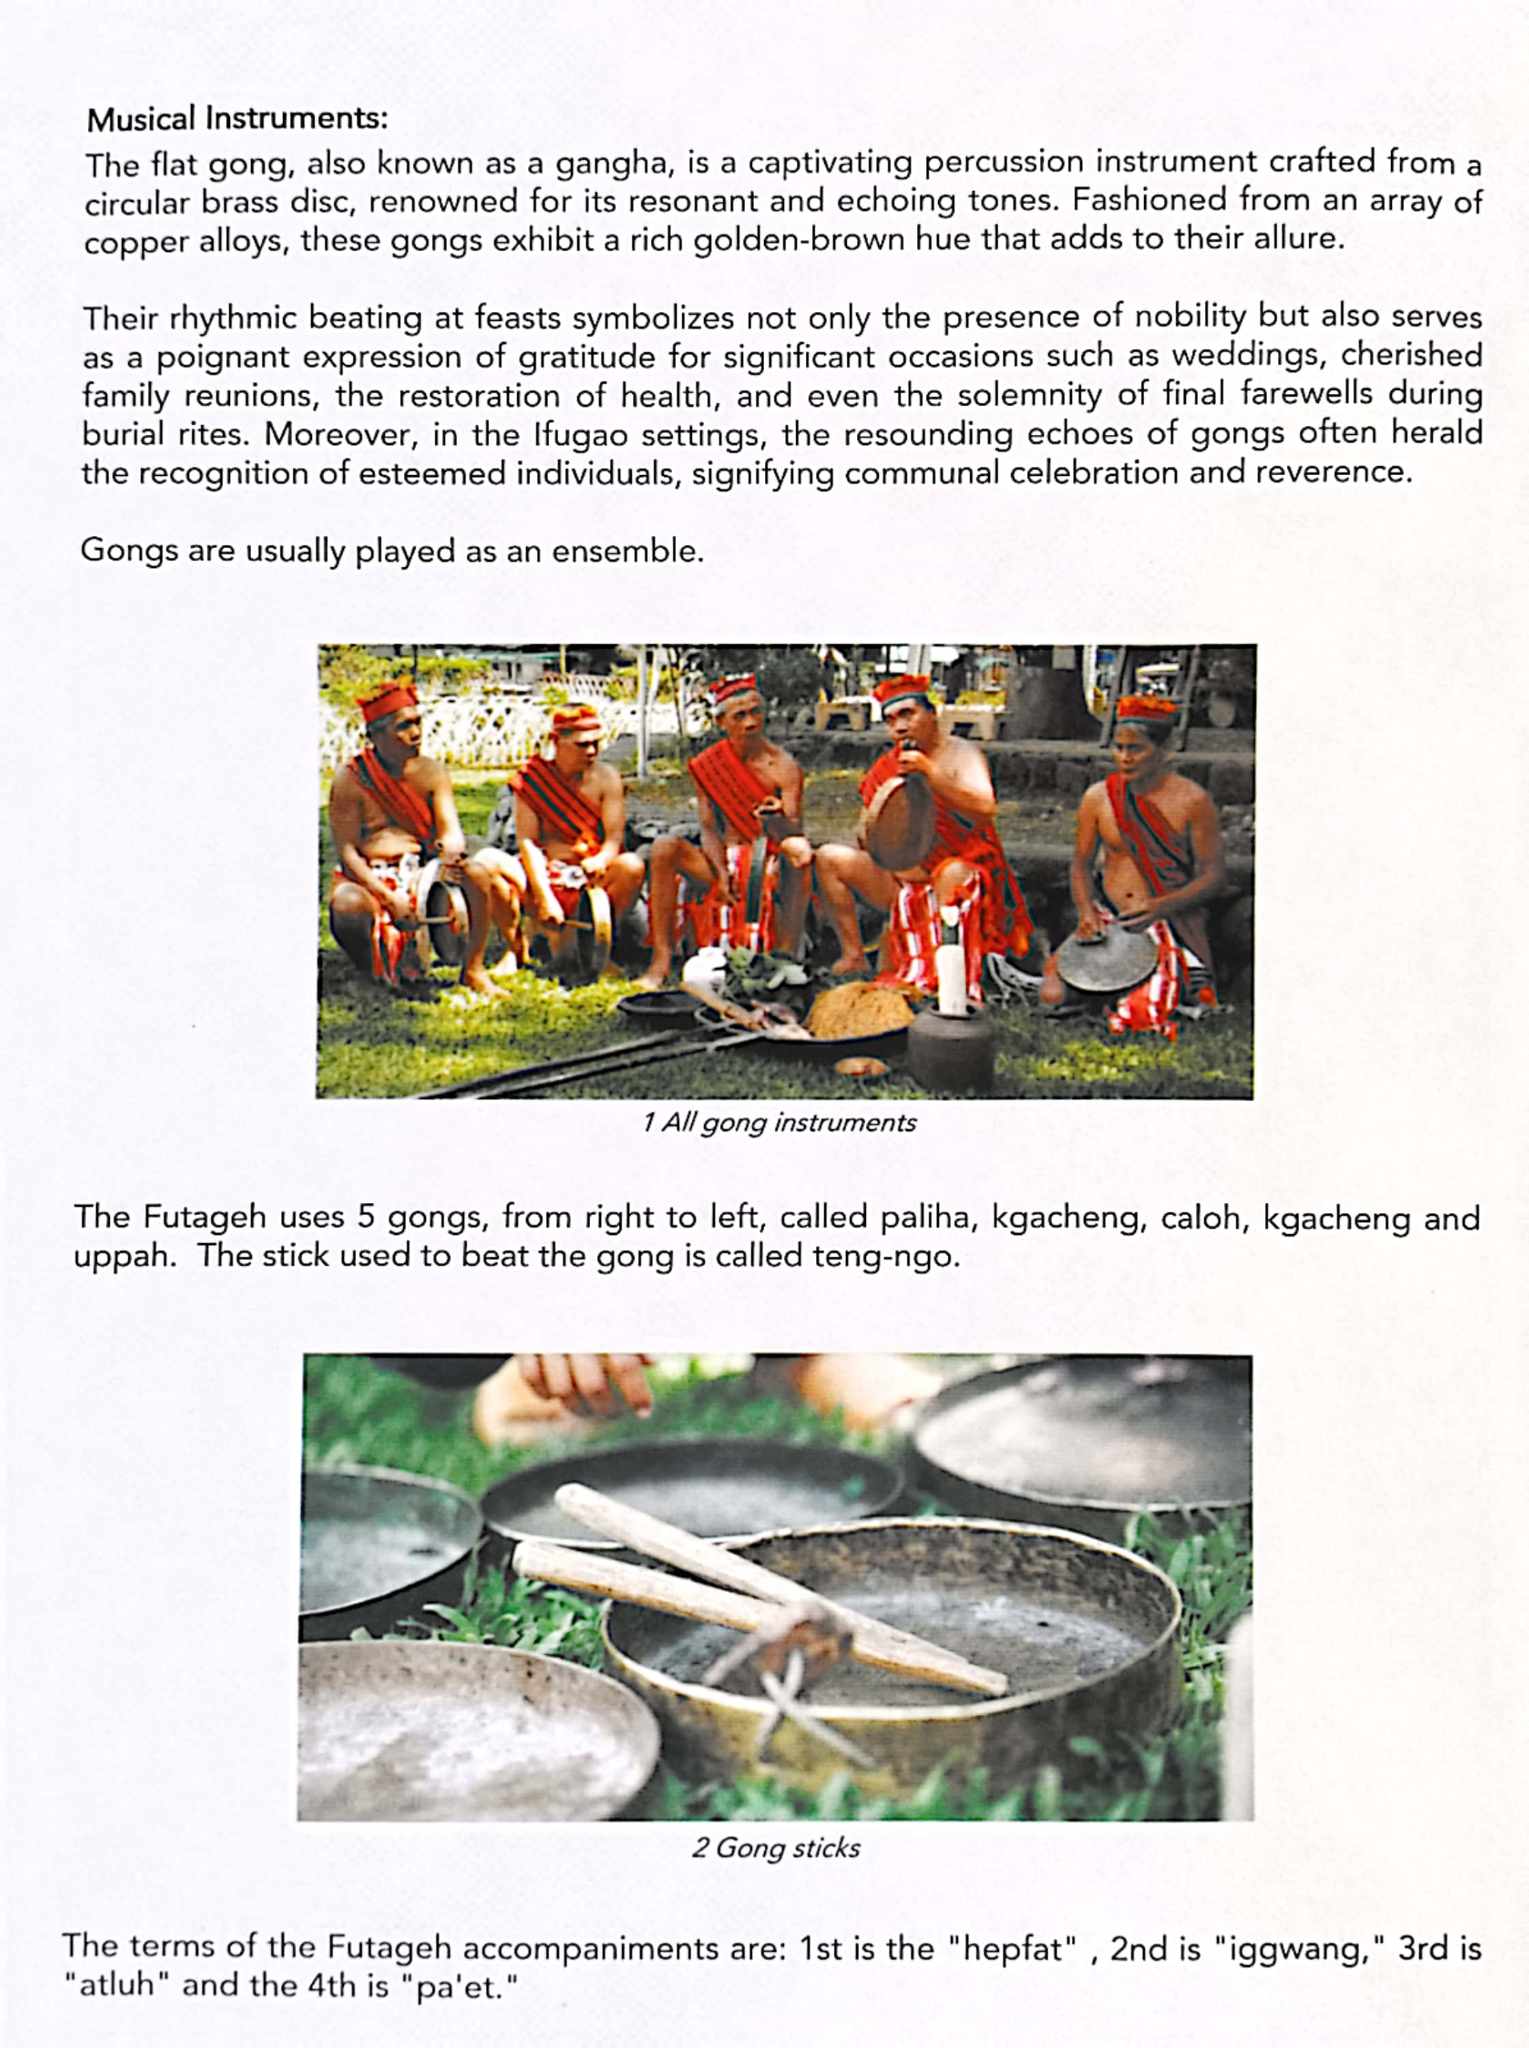 Musical Instruments:
The flat gong, also known as a gangha, is a captivating percussion instrument crafted from a
circular brass disc, renowned for its resonant and echoing tones. Fashioned from an array of
copper alloys, these gongs exhibit a rich golden-brown hue that adds to their allure.
Their rhythmic beating at feasts symbolizes not only the presence of nobility but also serves
as a poignant expression of gratitude for significant occasions such as weddings, cherished
family reunions, the restoration of health, and even the solemnity of final farewells during
burial rites. Moreover, in the Ifugao settings, the resounding echoes of gongs often herald
the recognition of esteemed individuals, signifying communal celebration and reverence.
Gongs are usually played as an ensemble.
1 All gong instruments
The Futageh uses 5 gongs, from right to left, called paliha, kgacheng, caloh, kgacheng and
uppah. The stick used to beat the gong is called teng-ngo.
2 Gong sticks
The terms of the Futageh accompaniments are: 1st is the "hepfat" , 2nd is "iggwang," 3rd is
"atluh" and the 4th is "pa'et."